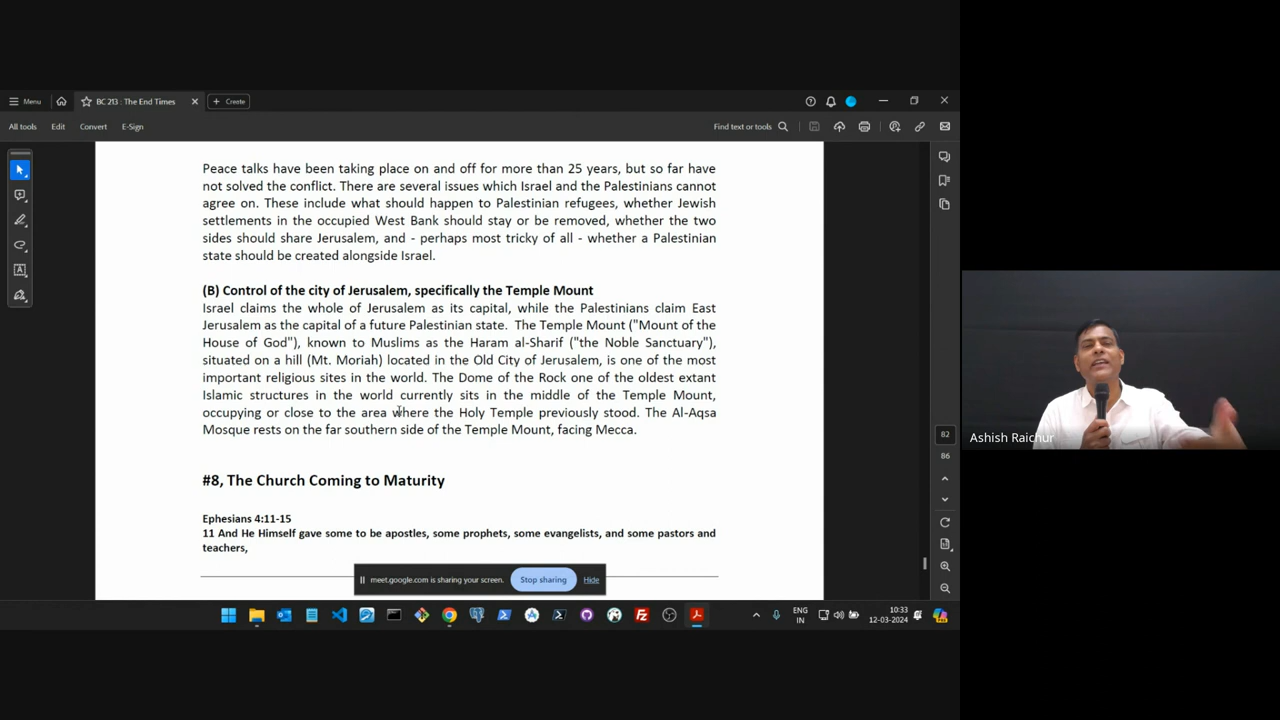 Menu
BC 213 : The End Times
Create
All tools
Edit
Convert
E-Sign
Find text or tools
Peace talks have been taking place on and off for more than 25 years, but so far have
not solved the conflict. There are several issues which Israel and the Palestinians cannot
agree on. These include what should happen to Palestinian refugees, whether Jewish
settlements in the occupied West Bank should stay or be removed, whether the two
sides should share Jerusalem, and - perhaps most tricky of all - whether a Palestinian
state should be created alongside Israel.
(B) Control of the city of Jerusalem, specifically the Temple Mount
Israel claims the whole of Jerusalem as its capital, while the Palestinians claim East
Jerusalem as the capital of a future Palestinian state. The Temple Mount ("Mount of the
House of God"), known to Muslims as the Haram al-Sharif ("the Noble Sanctuary"),
situated on a hill (Mt. Moriah) located in the Old City of Jerusalem, is one of the most
important religious sites in the world. The Dome of the Rock one of the oldest extant
Islamic structures in the world currently sits in the middle of the Temple Mount,
occupying or close to the area where the Holy Temple previously stood. The Al-Aqsa
Mosque rests on the far southern side of the Temple Mount, facing Mecca.
#8, The Church Coming to Maturity
Ephesians 4:11-15
11 And He Himself gave some to be apostles, some prophets, some evangelists, and some pastors and
teachers,
82
86
meet.google.com is sharing your screen.
Stop sharing
Hide
ENG
IN
10:33
12-03-2024
Ashish Raichur